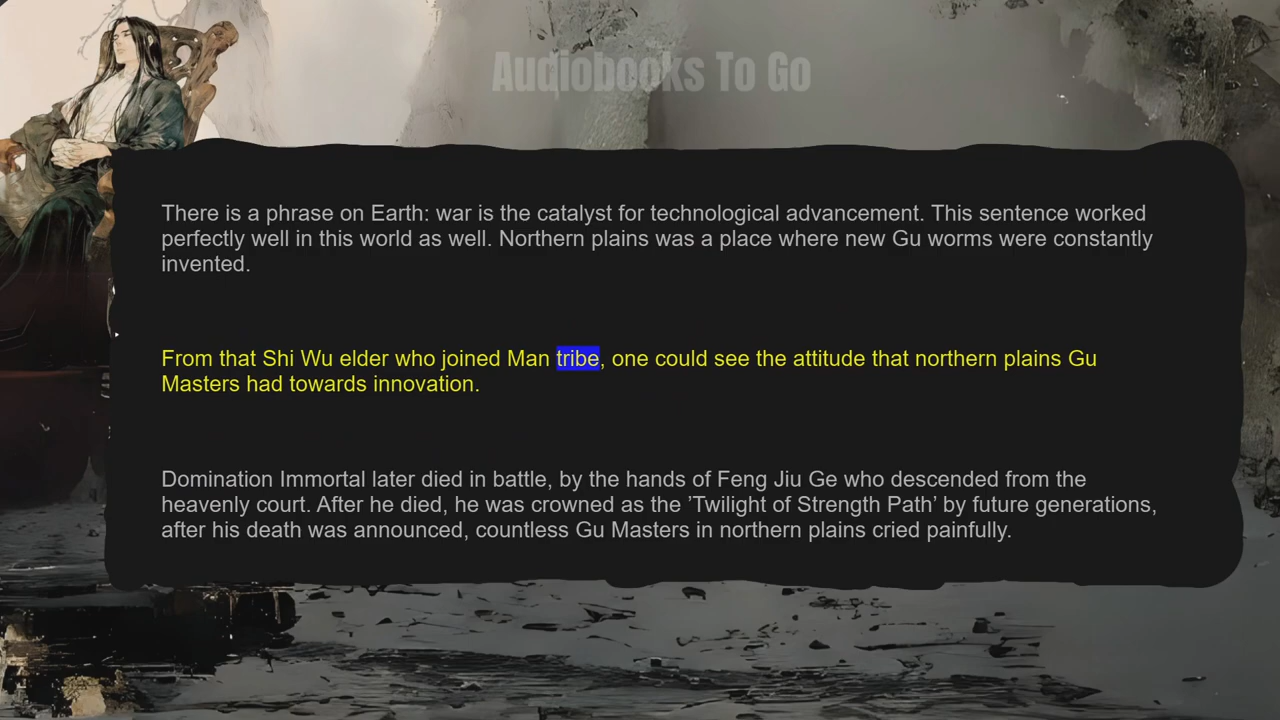 Audiobooks To Go
There is a phrase on Earth: war is the catalyst for technological advancement. This sentence worked
perfectly well in this world as well. Northern plains was a place where new Gu worms were constantly
invented.
From that Shi Wu elder who joined Man tribe, one could see the attitude that northern plains Gu
Masters had towards innovation.
Domination Immortal later died in battle, by the hands of Feng Jiu Ge who descended from the
heavenly court. After he died, he was crowned as the ’Twilight of Strength Path’ by future generations,
after his death was announced, countless Gu Masters in northern plains cried painfully.